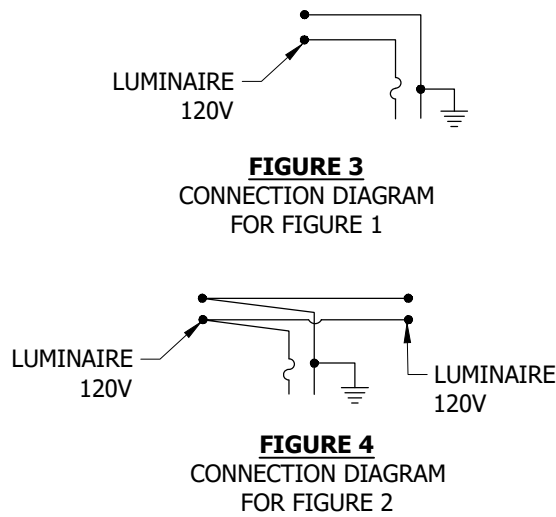 LUMINAIRE
120V
FIGURE 3
CONNECTION DIAGRAM
FOR FIGURE 1
LUMINAIRE
120V
LUMINAIRE
120V
FIGURE 4
CONNECTION DIAGRAM
FOR FIGURE 2